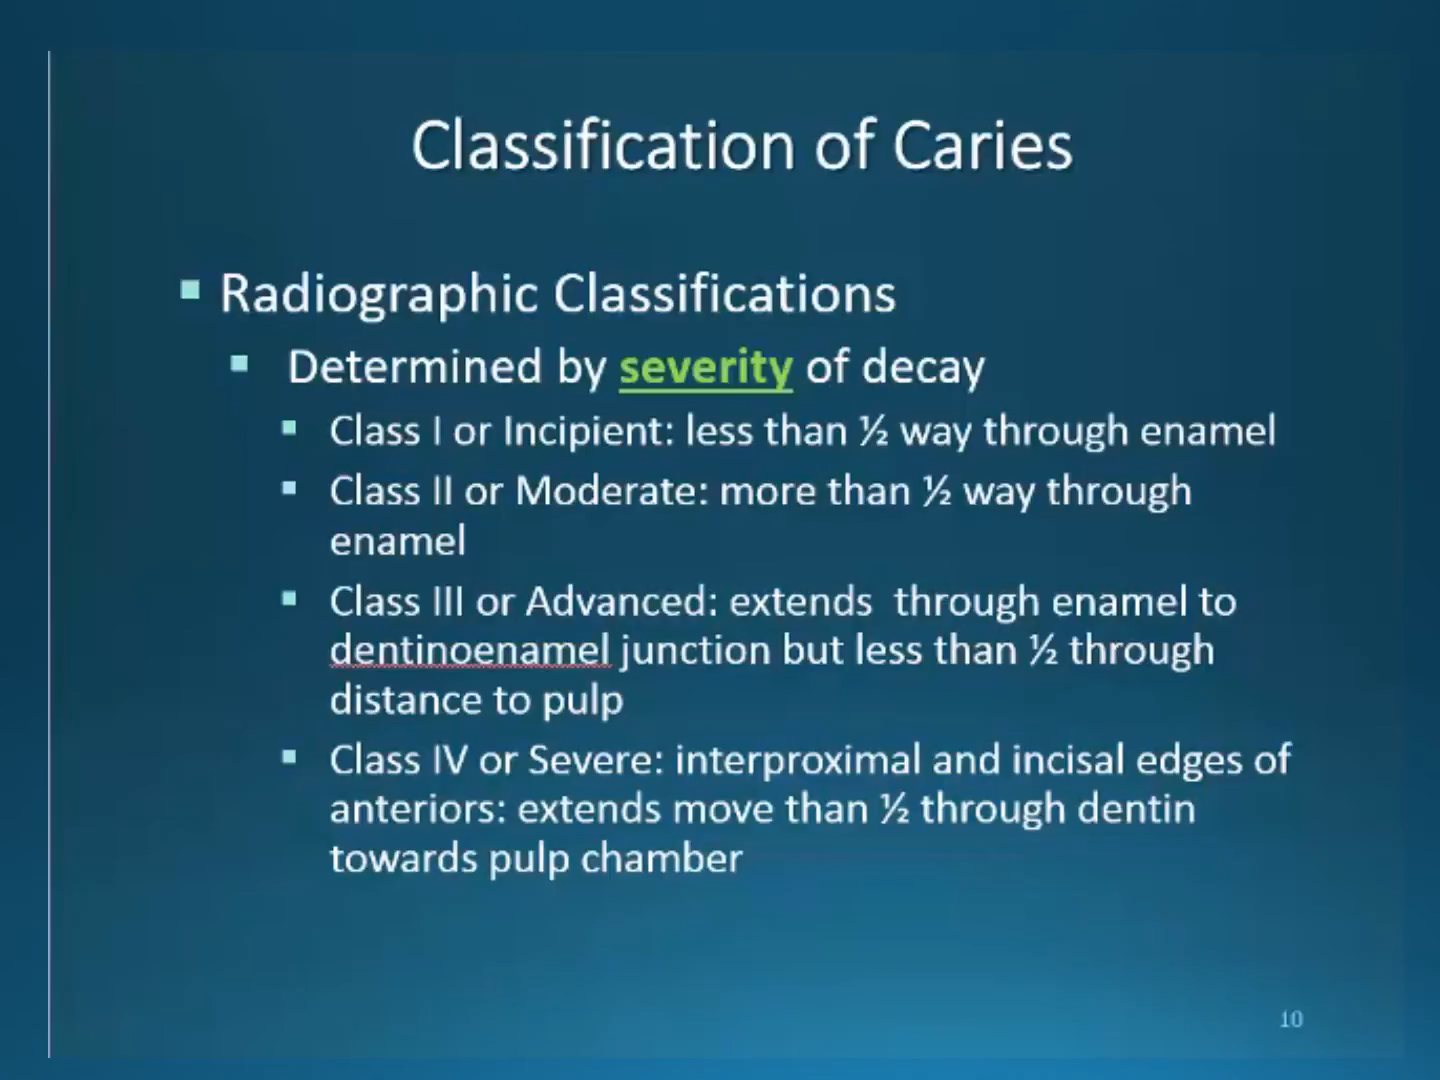 Classification of Caries
Radiographic Classifications
Determined by severity of decay
Class I or Incipient: less than ½ way through enamel
Class II or Moderate: more than ½ way through
enamel
Class III or Advanced: extends  through enamel to
dentinoenamel junction but less than ½ through
distance to pulp
Class IV or Severe: interproximal and incisal edges of
anteriors: extends move than ½ through dentin
towards pulp chamber
10